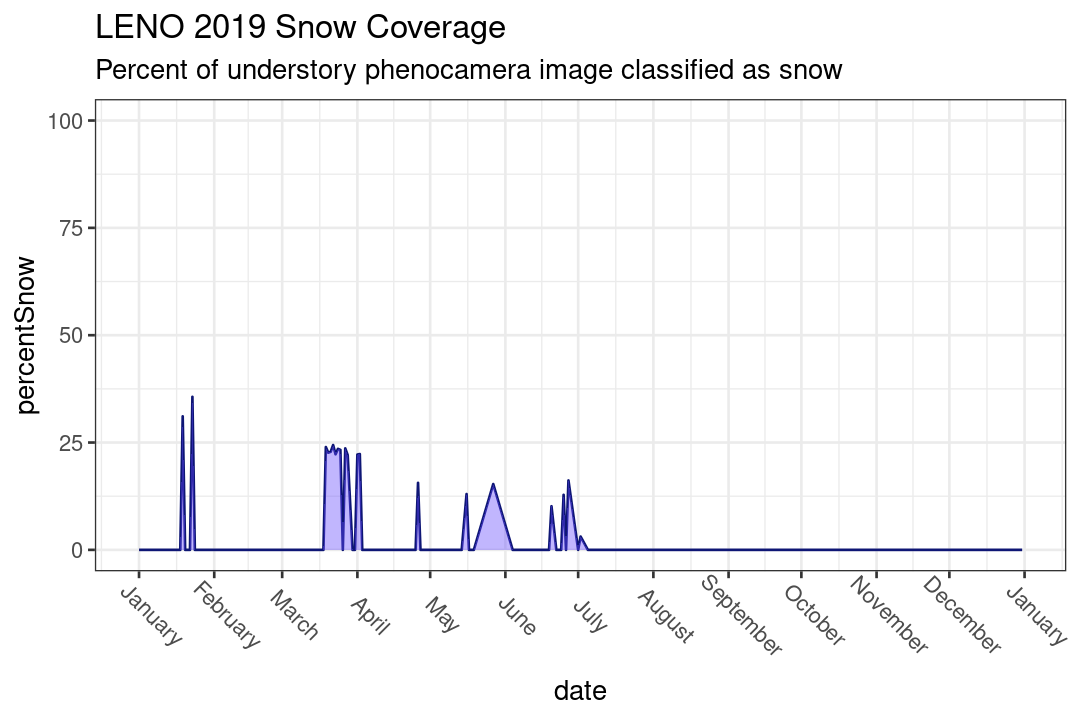 LENO 2019 Snow Coverage
Percent of understory phenocamera image classified as snow
100
75
50
25
0
percentSnow
January
February
March
April
May
June
July
August
September
October
November
December
January
date